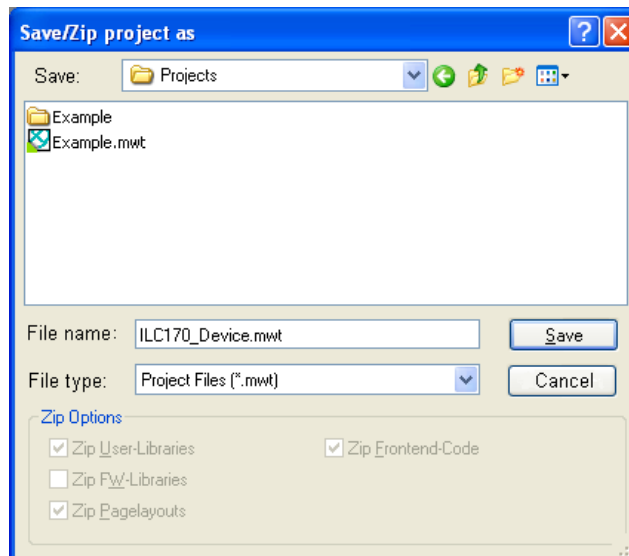 Save/Zip project as
Save: Projects
Example
Example.mwt
File name: ILC170_Device.mwt Save
File type: Project Files (*.mwt) Cancel
Zip Options
Zip User-Libraries Zip Frontend-Code
Zip FW-Libraries
Zip Pagelayouts